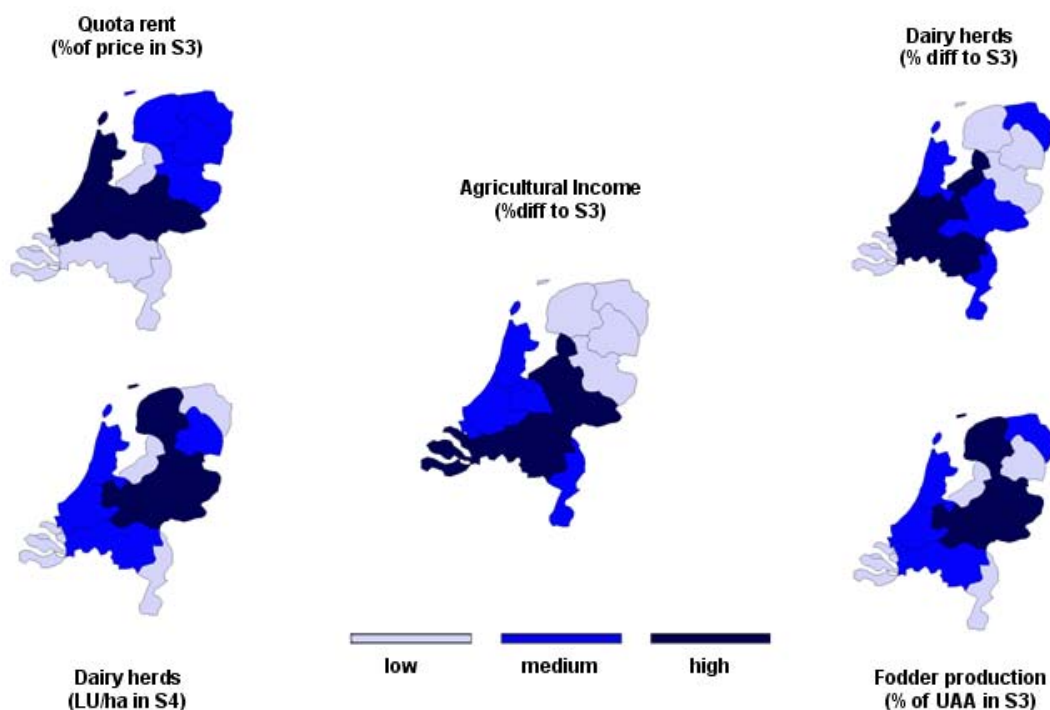 Quota rent
(%of price in S3)
Dairy herds
(% diff to S3)
Agricultural Income
(%diff to S3)
low
medium
high
Dairy herds
(LU/ha in S4)
Fodder production
(% of UAA in S3)